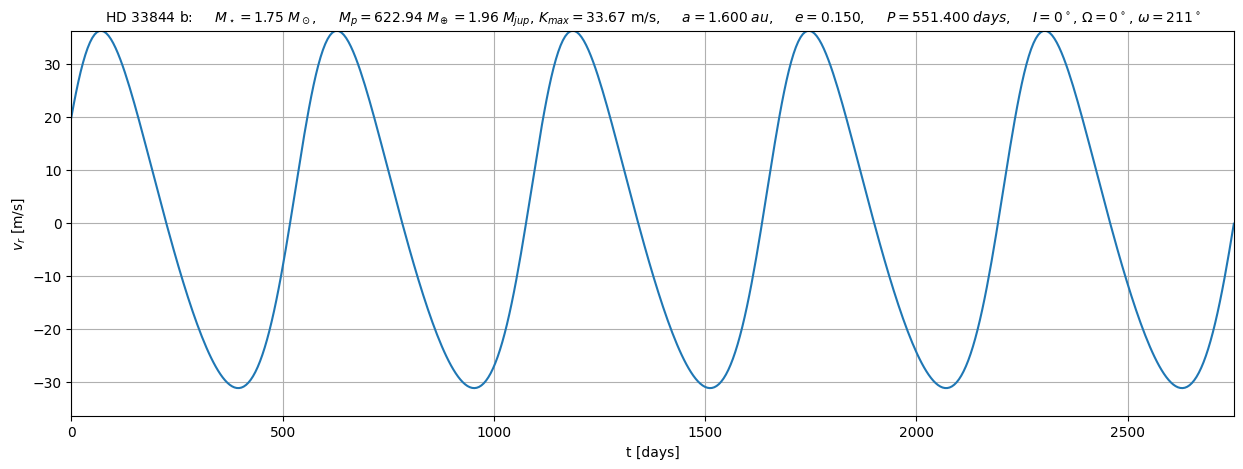 HD 33844 b: M⋆ = 1.75 M⊙, Mp = 622.94 M⊕ = 1.96 Mjup, Kmax = 33.67 m/s, a = 1.600 au, e = 0.150, P = 551.400 days, I = 0°, Ω = 0°, ω = 211°
30
20
10
0
−10
−20
−30
vr [m/s]
0 500 1000 1500 2000 2500
t [days]